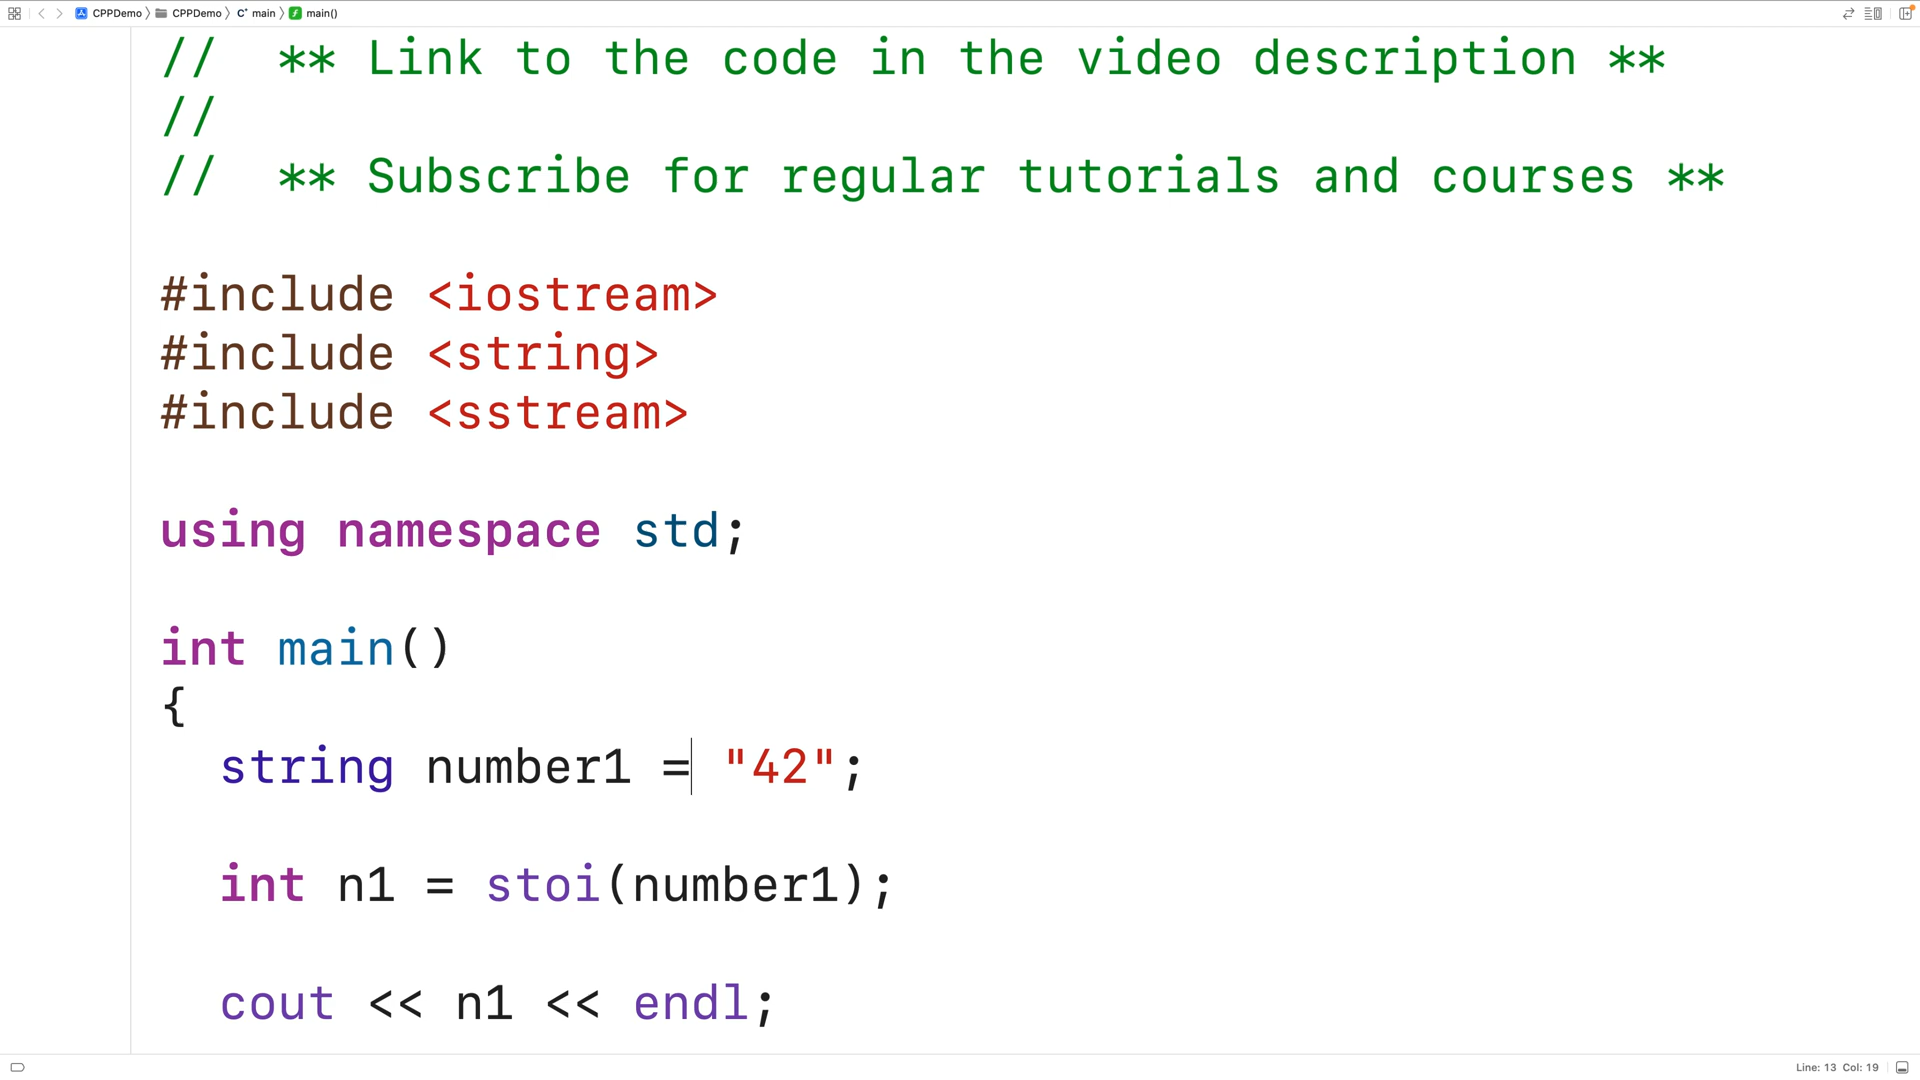 CPPDemo CPPDemo C+ main f main()
// ** Link to the code in the video description **
//
// ** Subscribe for regular tutorials and courses **
#include <iostream>
#include <string>
#include <sstream>
using namespace std;
int main()
{
string number1 = "42";
int n1 = stoi(number1);
cout << n1 << endl;
Line: 13 Col: 19